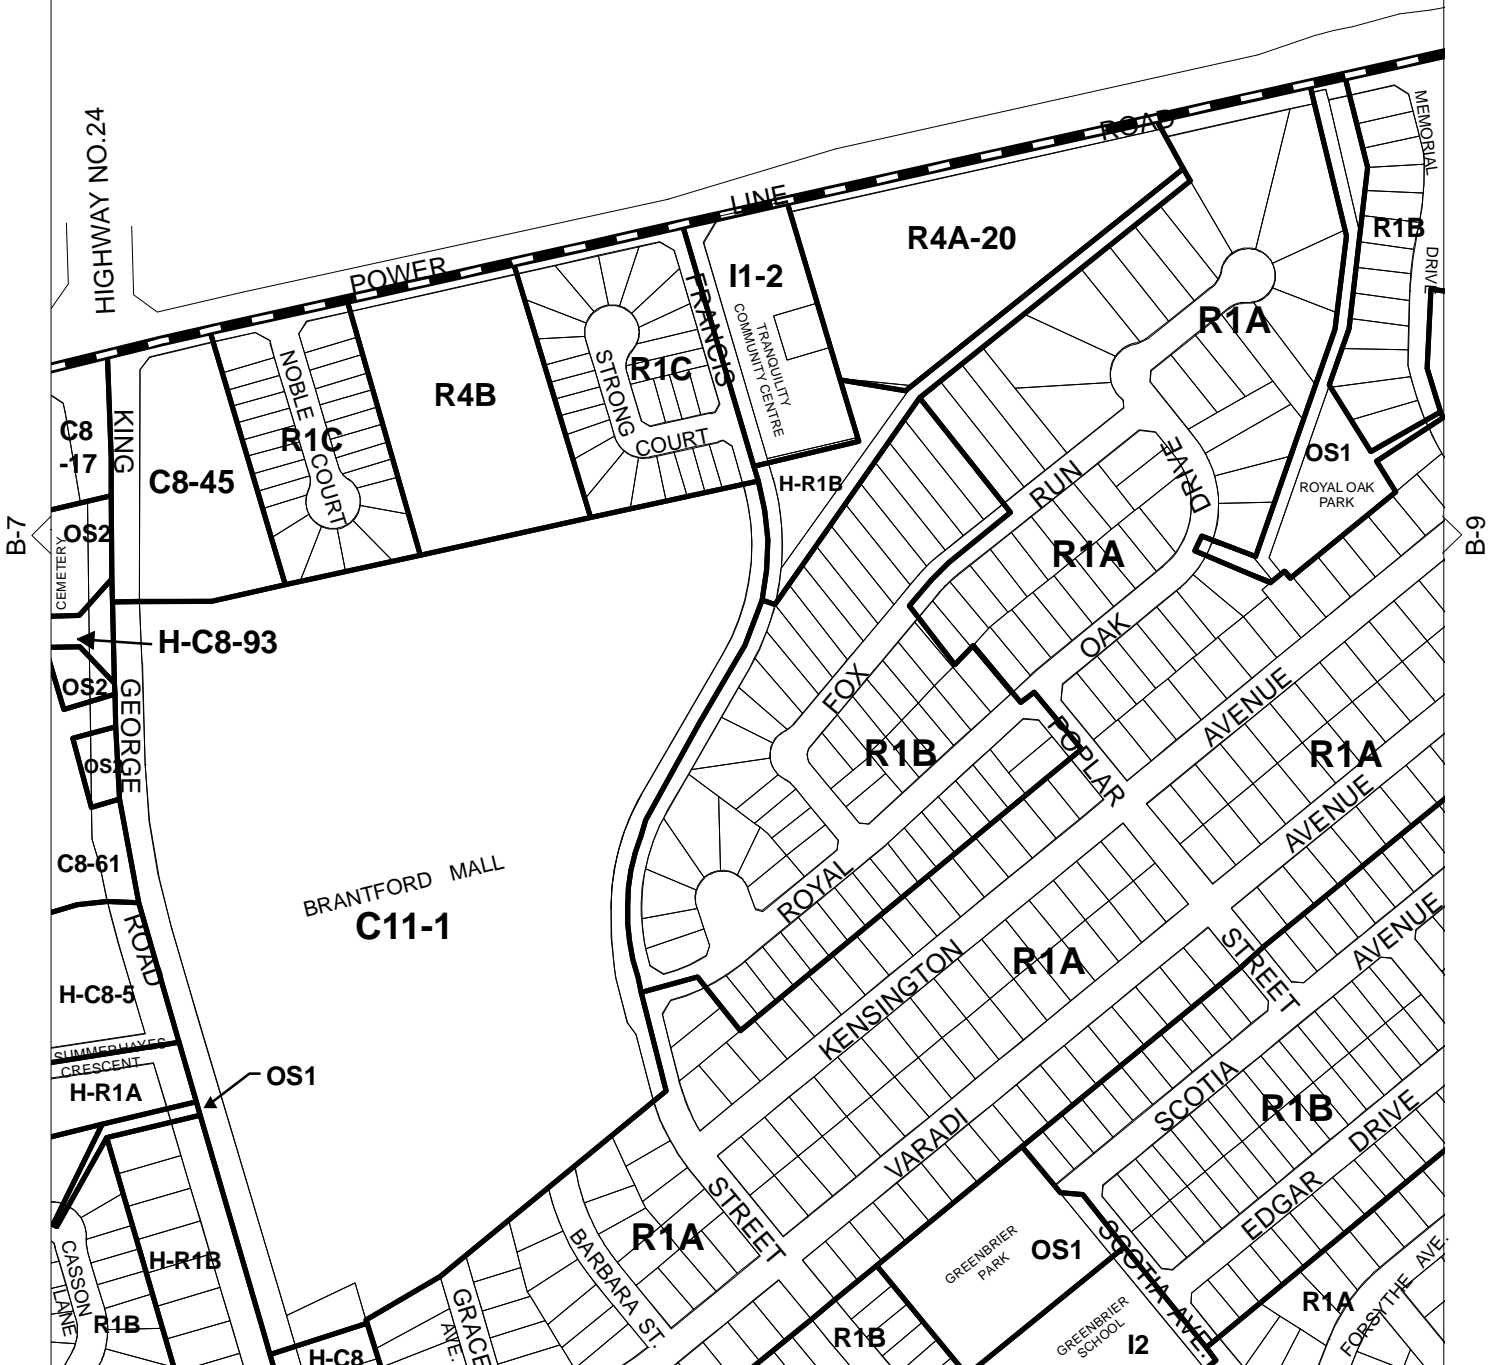 HIGHWAY NO.24
POWER
LINE
ROAD
MEMORIAL
DRIVE
R1B
R4A-20
I1-2
TRANQUILITY
COMMUNITY CENTRE
FRANCIS
R1A
NOBLE
COURT
R1C
R4B
STRONG
COURT
R1C
KING
GEORGE
ROAD
C8
-17
C8-45
H-R1B
OS1
ROYAL OAK
PARK
B-7
B-9
OS2
CEMETERY
H-C8-93
OS2
OS2
FOX
RUN
DRIVE
R1A
OAK
ROYAL
POPLAR
STREET
R1B
AVENUE
R1A
AVENUE
C8-61
BRANTFORD MALL
C11-1
R1A
KENSINGTON
AVENUE
H-C8-5
SUMMERHAYES
CRESCENT
H-R1A
OS1
VARADI
SCOTIA
R1B
EDGAR
DRIVE
STREET
R1A
BARBARA ST.
GREENBRIER
PARK
OS1
SCOTIA AVE.
H-R1B
CASSON
LANE
R1B
GRACE
AVE.
H-C8
R1B
GREENBRIER
SCHOOL
I2
R1A
FORSYTHE AVE.